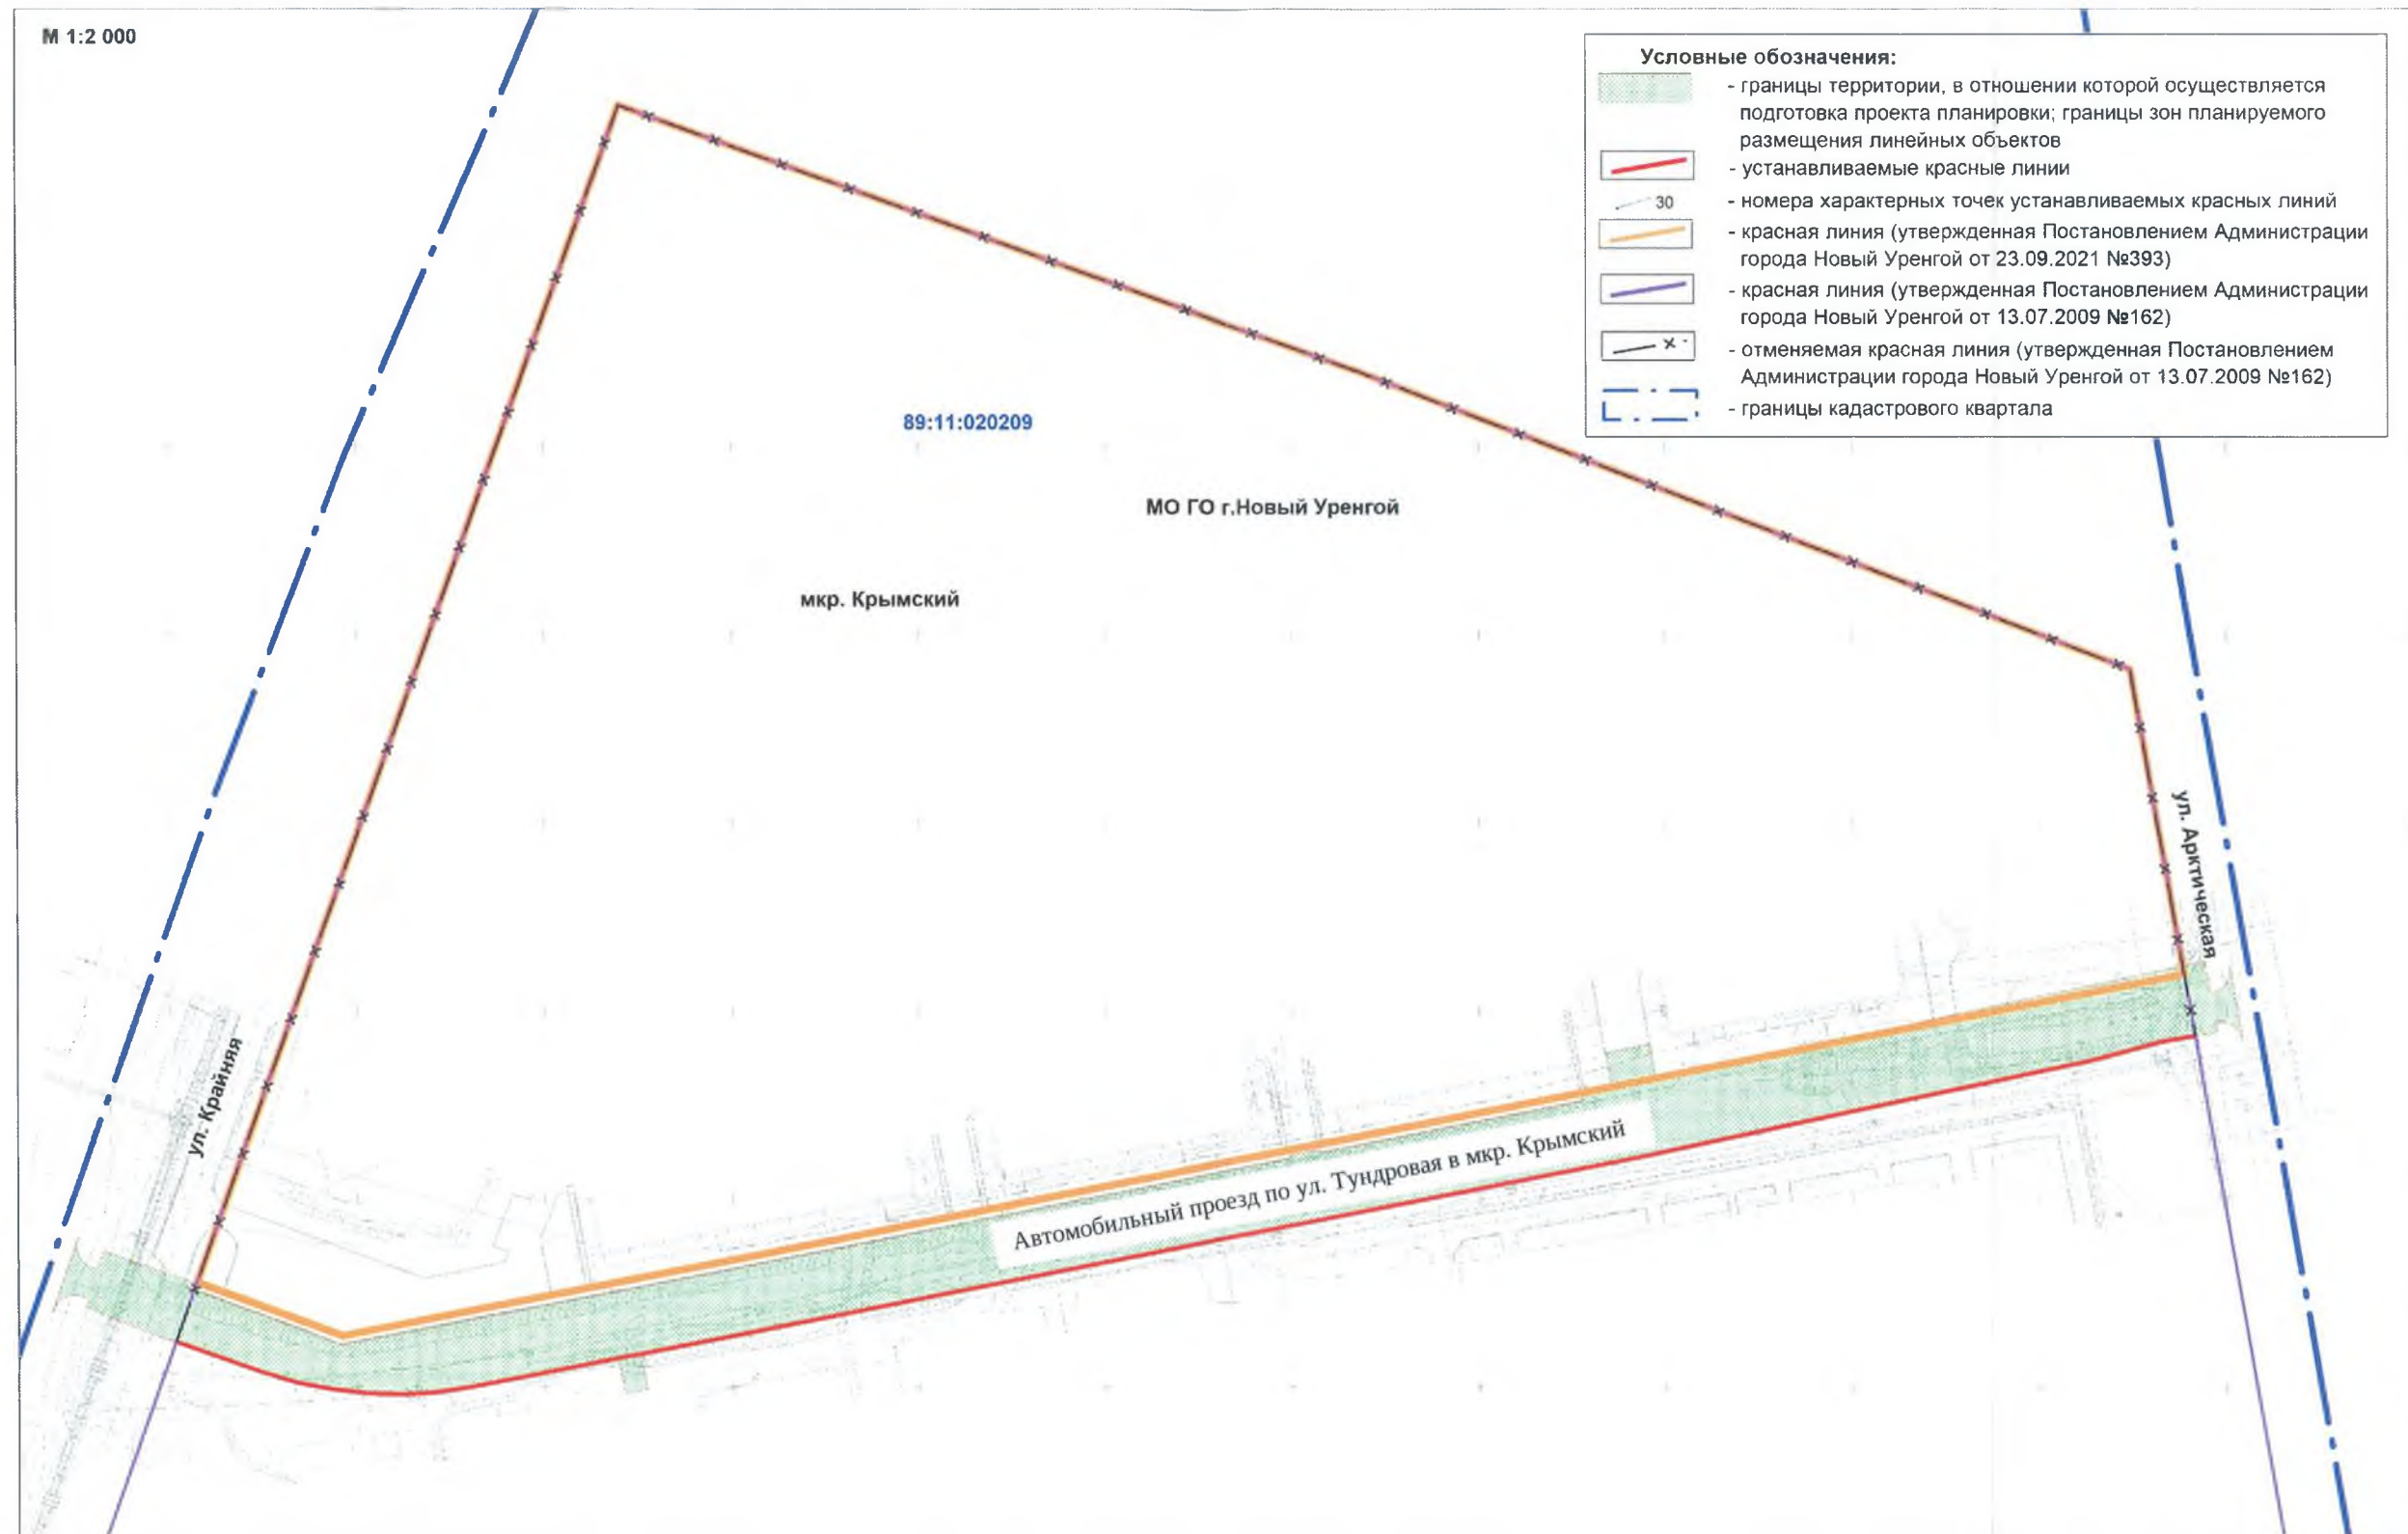 М 1:2 000
Условные обозначения:
- границы территории, в отношении которой осуществляется
подготовка проекта планировки; границы зон планируемого
размещения линейных объектов
- устанавливаемые красные линии
30 - номера характерных точек устанавливаемых красных линий
- красная линия (утвержденная Постановлением Администрации
города Новый Уренгой от 23.09.2021 №393)
- красная линия (утвержденная Постановлением Администрации
города Новый Уренгой от 13.07.2009 №162)
- отменяемая красная линия (утвержденная Постановлением
Администрации города Новый Уренгой от 13.07.2009 №162)
- границы кадастрового квартала
89:11:020209
МО ГО г.Новый Уренгой
мкр. Крымский
ул. Арктическая
ул. Крайняя
Автомобильный проезд по ул. Тундровая в мкр. Крымский